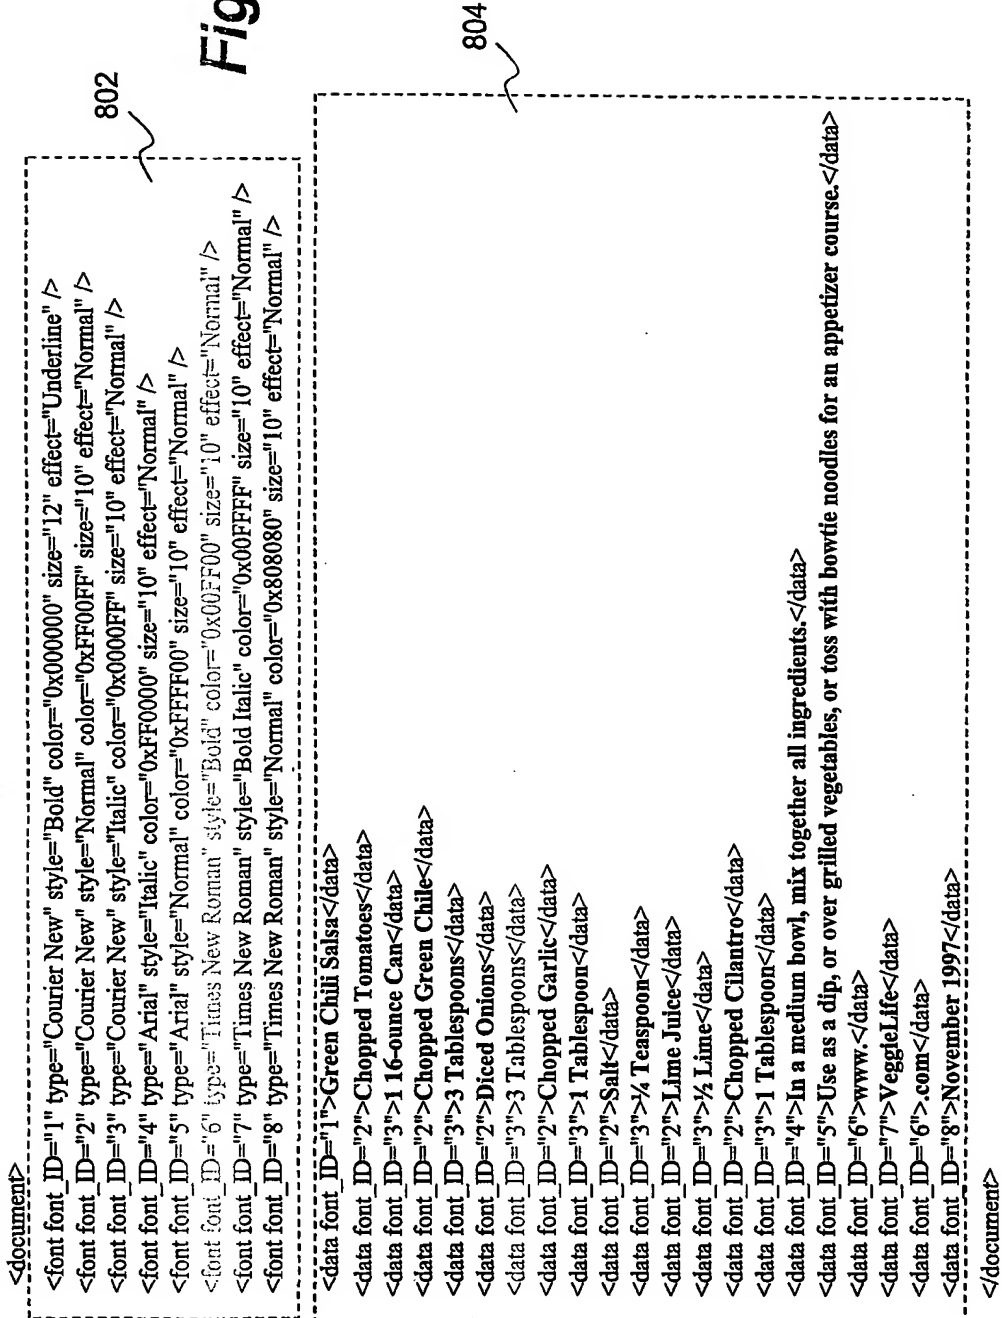 <document>
<font font_ID="1" type="Courier New" style="Bold" color="0x000000" size="12" effect="Underline" />
<font font_ID="2" type="Courier New" style="Normal" color="0xFF00FF" size="10" effect="Normal" />
<font font_ID="3" type="Courier New" style="Italic" color="0x0000FF" size="10" effect="Normal" />
<font font_ID="4" type="Arial" style="Italic" color="0xFF0000" size="10" effect="Normal" />
<font font_ID="5" type="Arial" style="Normal" color="0xFFFF00" size="10" effect="Normal" />
<font font_ID="6" type="Times New Roman" style="Bold" color="0x00FF00" size="10" effect="Normal" />
<font font_ID="7" type="Times New Roman" style="Bold Italic" color="0x00FFFF" size="10" effect="Normal" />
<font font_ID="8" type="Times New Roman" style="Normal" color="0x808080" size="10" effect="Normal" />
802
Fig
<data font_ID="1">Green Chili Salsa</data>
<data font_ID="2">Chopped Tomatoes</data>
<data font_ID="3">1 16-ounce Can</data>
<data font_ID="2">Chopped Green Chile</data>
<data font_ID="3">3 Tablespoons</data>
<data font_ID="2">Diced Onions</data>
<data font_ID="3">3 Tablespoons</data>
<data font_ID="2">Chopped Garlic</data>
<data font_ID="3">1 Tablespoon</data>
<data font_ID="2">Salt</data>
<data font_ID="3">¼ Teaspoon</data>
<data font_ID="2">Lime Juice</data>
<data font_ID="3">½ Lime</data>
<data font_ID="2">Chopped Cilantro</data>
<data font_ID="3">1 Tablespoon</data>
<data font_ID="4">In a medium bowl, mix together all ingredients.</data>
<data font_ID="5">Use as a dip, or over grilled vegetables, or toss with bowtie noodles for an appetizer course.</data>
<data font_ID="6">www.</data>
<data font_ID="7">VeggieLife</data>
<data font_ID="6">.com</data>
<data font_ID="8">November 1997</data>
804
</document>